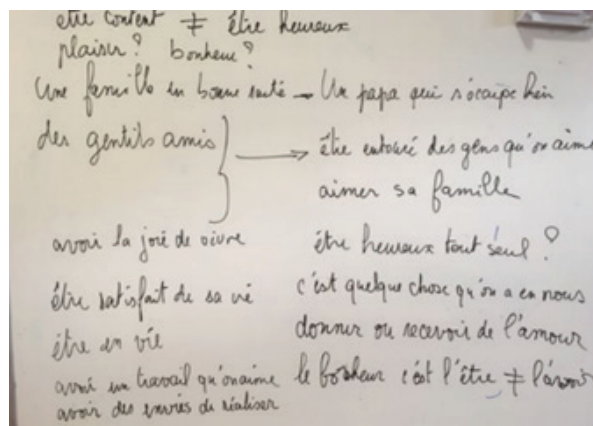 être content ≠ être heureux
plaisir ? bonheur ?
Une famille en bonne santé – Un papa qui s'occupe bien
des gentils amis → être entouré des gens qu'on aime
aimer sa famille
avoir la joie de vivre être heureux tout seul ?
être satisfait de sa vie c'est quelque chose qu'on a en nous
être en vie donner ou recevoir de l'amour
avoir un travail qu'on aime le bonheur c'est l'être ≠ l'avoir
avoir des envies de réaliser